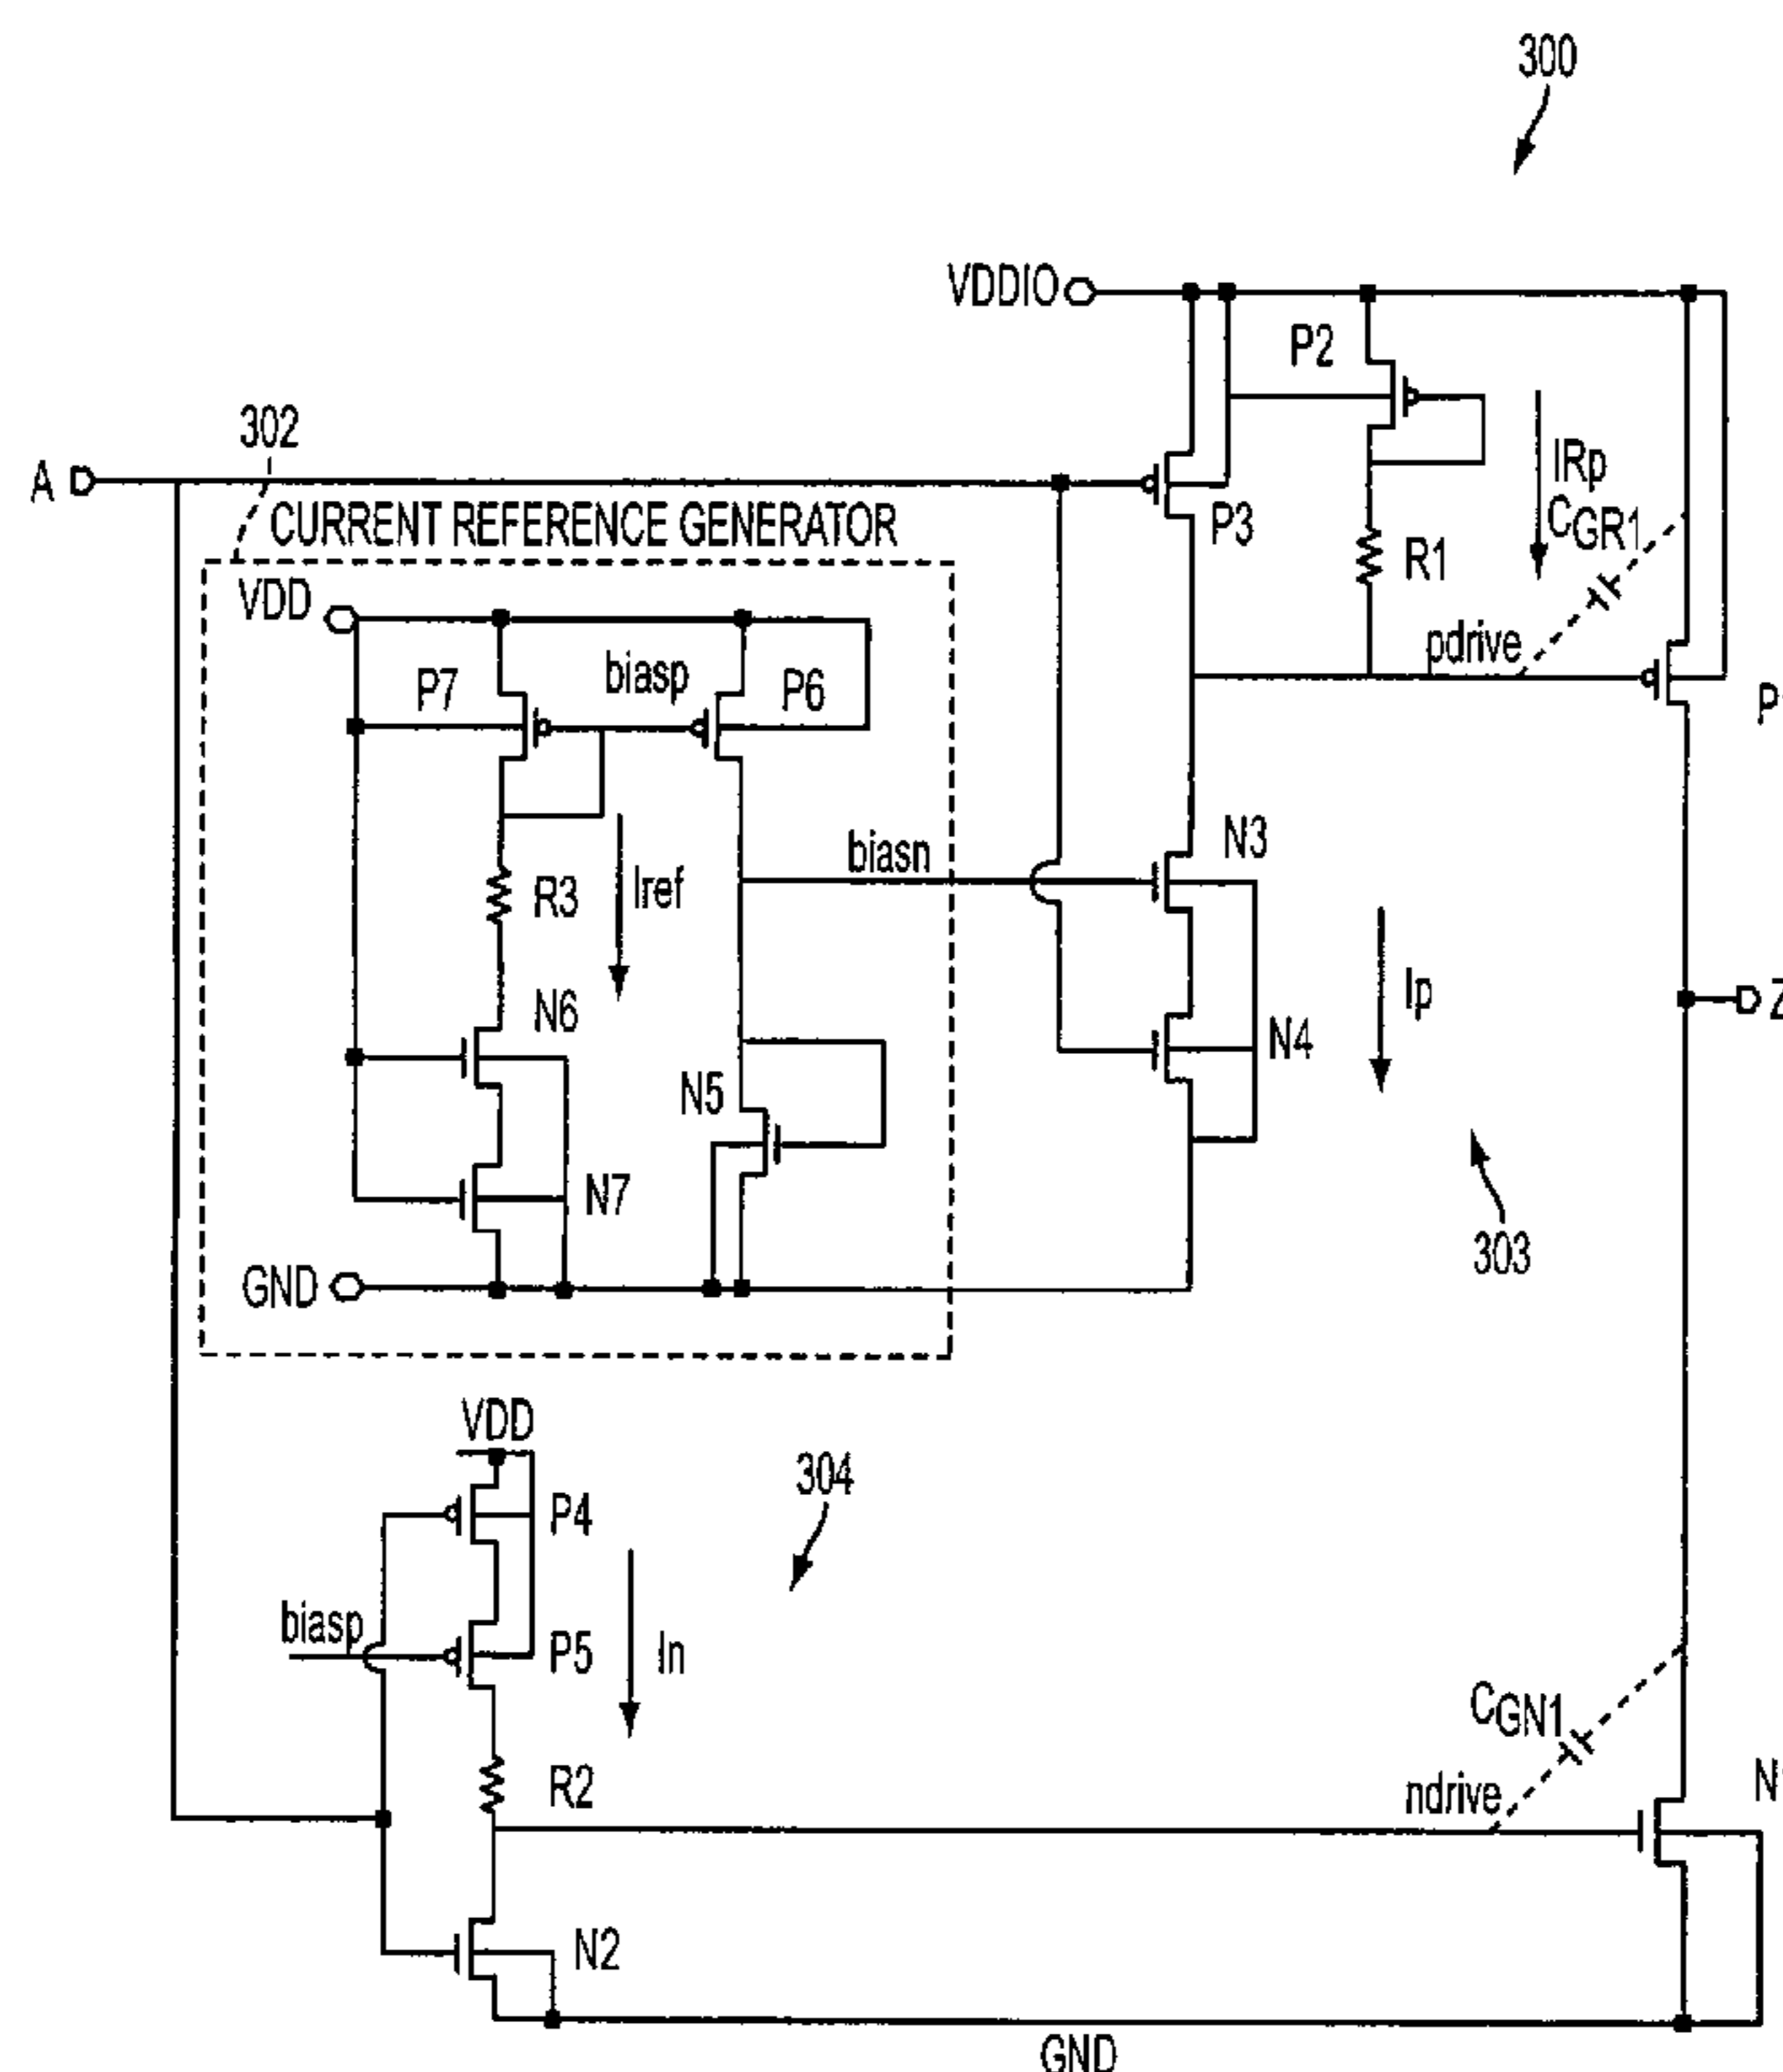 300
VDDIO
P2
302
A
IRp
CGR1
CURRENT REFERENCE GENERATOR
P3
R1
VDD
pdrive
P7
biasp
P6
N3
biasn
R3
Iref
Ip
N6
Z
N4
N5
N7
303
GND
VDD
304
P4
biasp
P5
In
CGN1
R2
ndrive
N2
GND